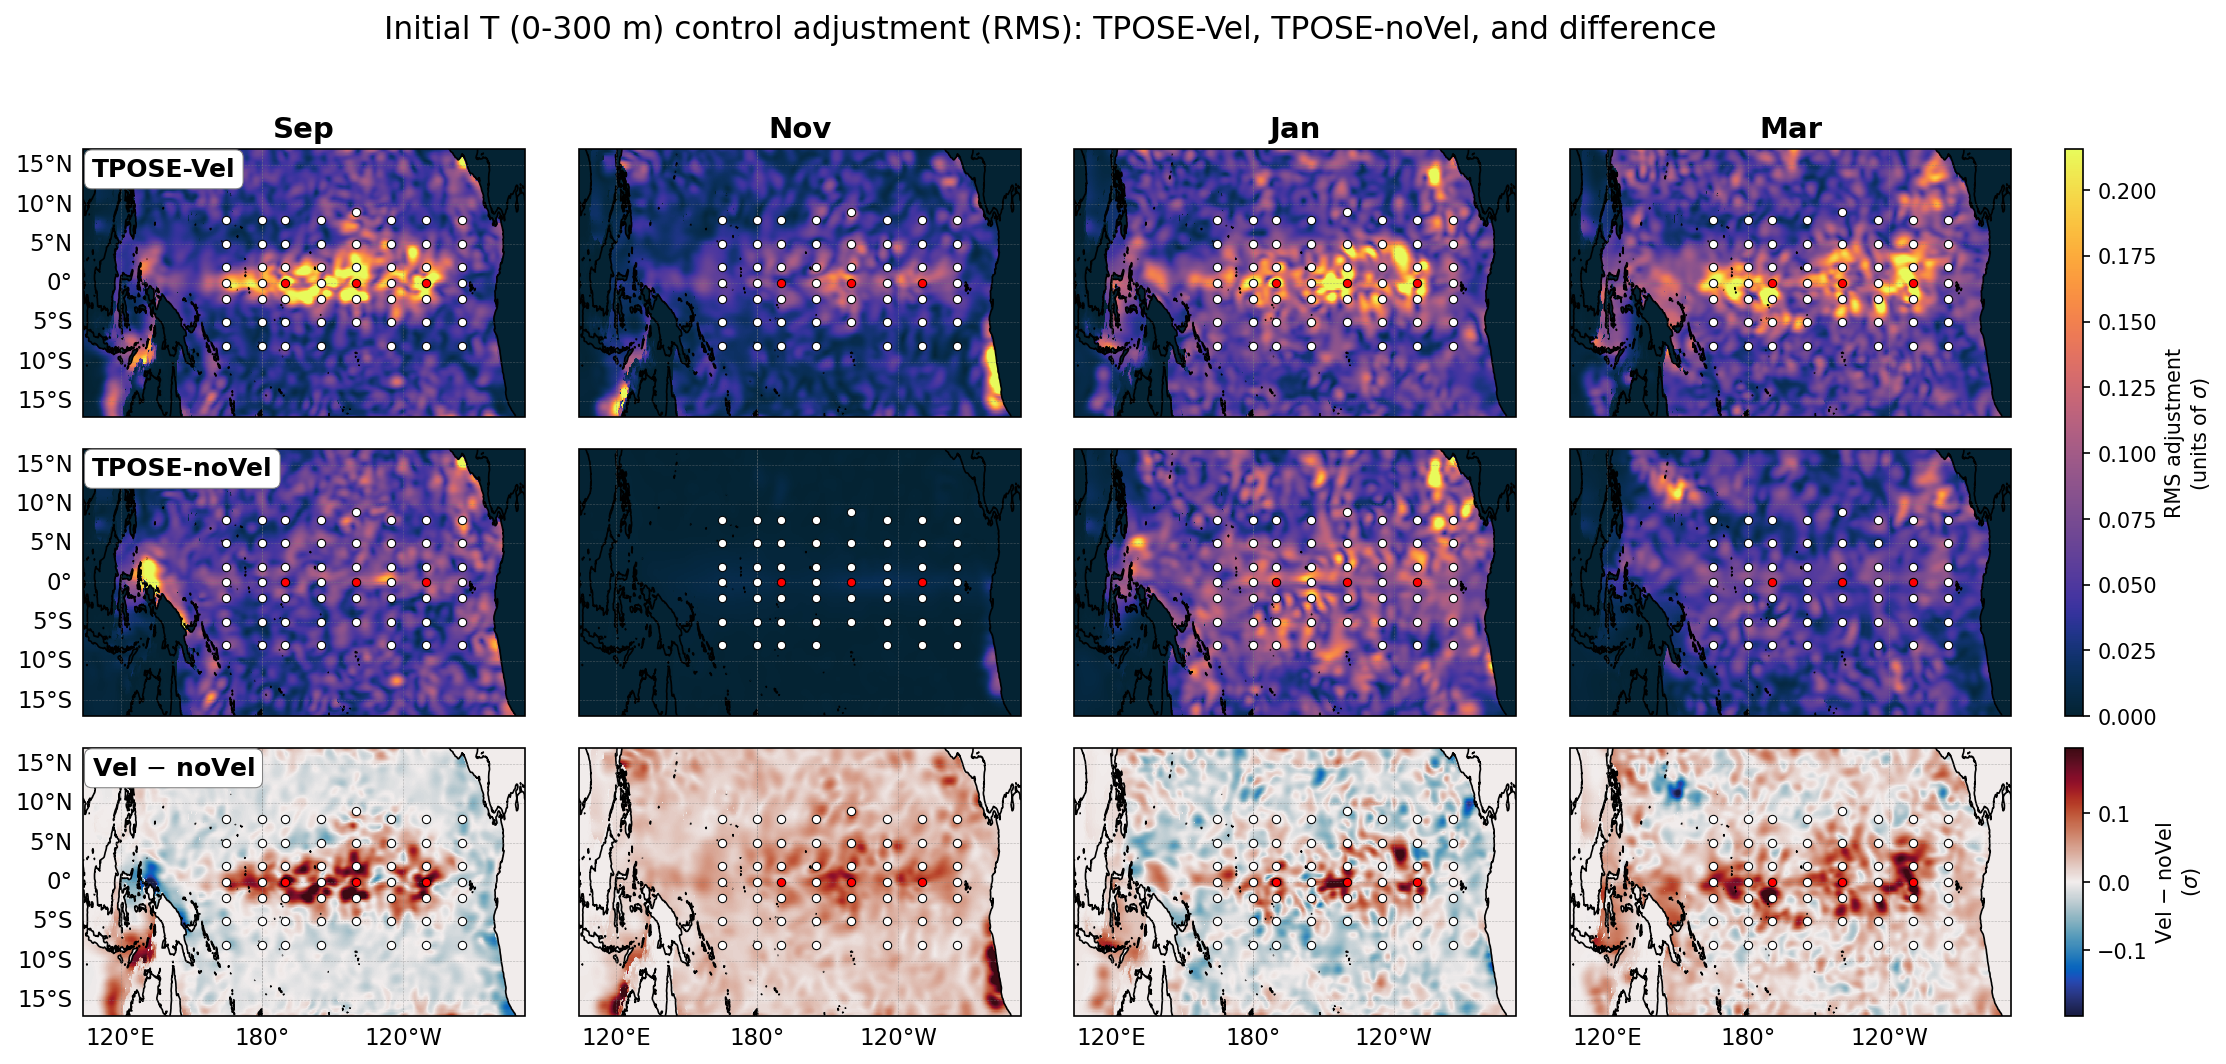 Initial T (0-300 m) control adjustment (RMS): TPOSE-Vel, TPOSE-noVel, and difference
Sep
Nov
Jan
Mar
TPOSE-Vel
15°N
10°N
5°N
0°
5°S
10°S
15°S
TPOSE-noVel
15°N
10°N
5°N
0°
5°S
10°S
15°S
0.200
0.175
0.150
0.125
0.100
0.075
0.050
0.025
0.000
RMS adjustment
(units of σ)
Vel − noVel
15°N
10°N
5°N
0°
5°S
10°S
15°S
120°E
180°
120°W
120°E
180°
120°W
120°E
180°
120°W
120°E
180°
120°W
0.1
0.0
−0.1
Vel − noVel
(σ)